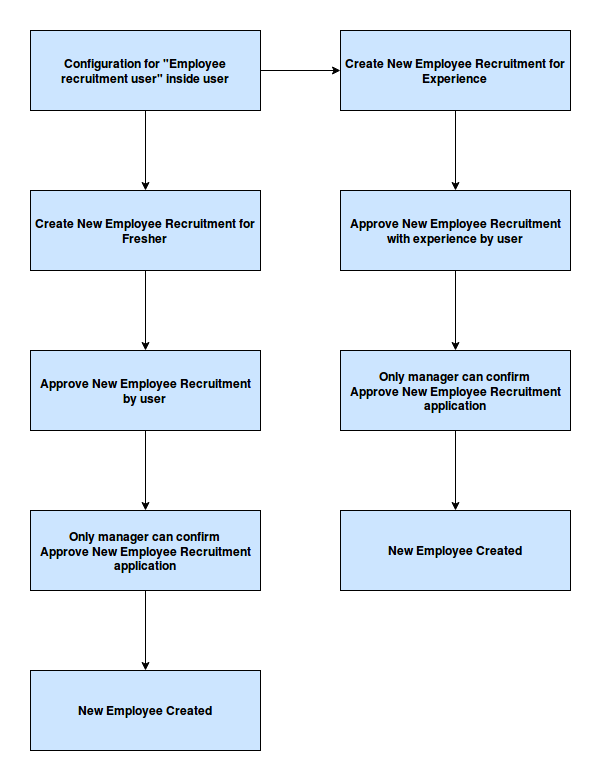 Configuration for "Employee
recruitment user" inside user
Create New Employee Recruitment for
Experience
Create New Employee Recruitment for
Fresher
Approve New Employee Recruitment
with experience by user
Approve New Employee Recruitment
by user
Only manager can confirm
Approve New Employee Recruitment
application
Only manager can confirm
Approve New Employee Recruitment
application
New Employee Created
New Employee Created